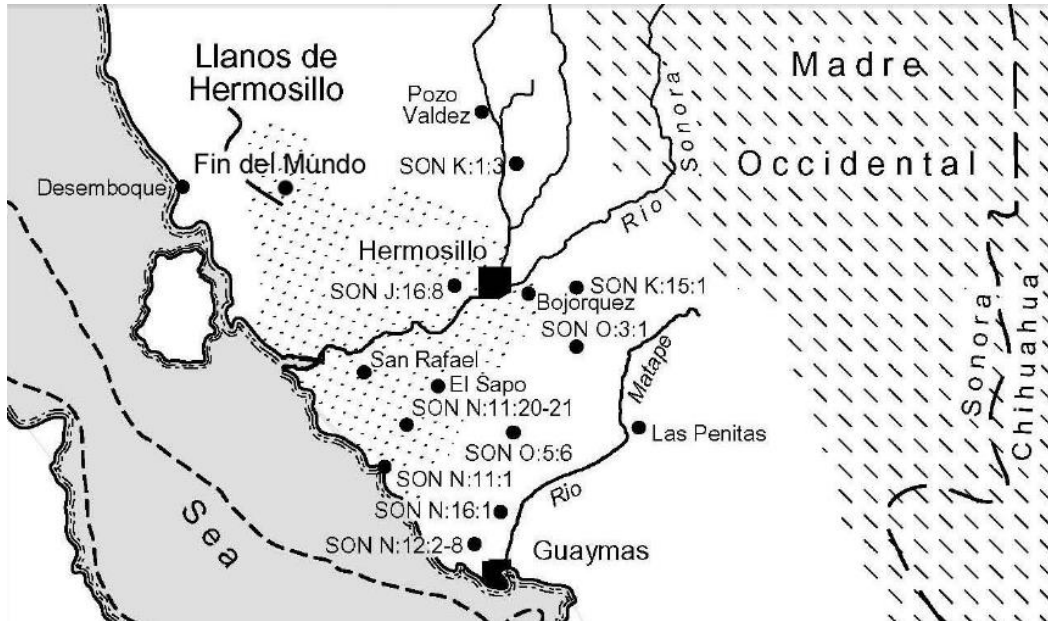 Llanos de
Hermosillo
Madre
Pozo
Valdez
Sonora
SON K:1:3
Fin del Múndo
Occidental
Desemboque
Río
Hermosillo
SON J:16:8
SON K:15:1
Bojorquez
SON O:3:1
San Rafael
El Sapo
Matape
Sonora
Chihuahua
SON N:11:20-21
SON O:5:6
Las Penitas
SON N:11:1
Rio
SON N:16:1
Sea
SON N:12:2-8
Guaymas